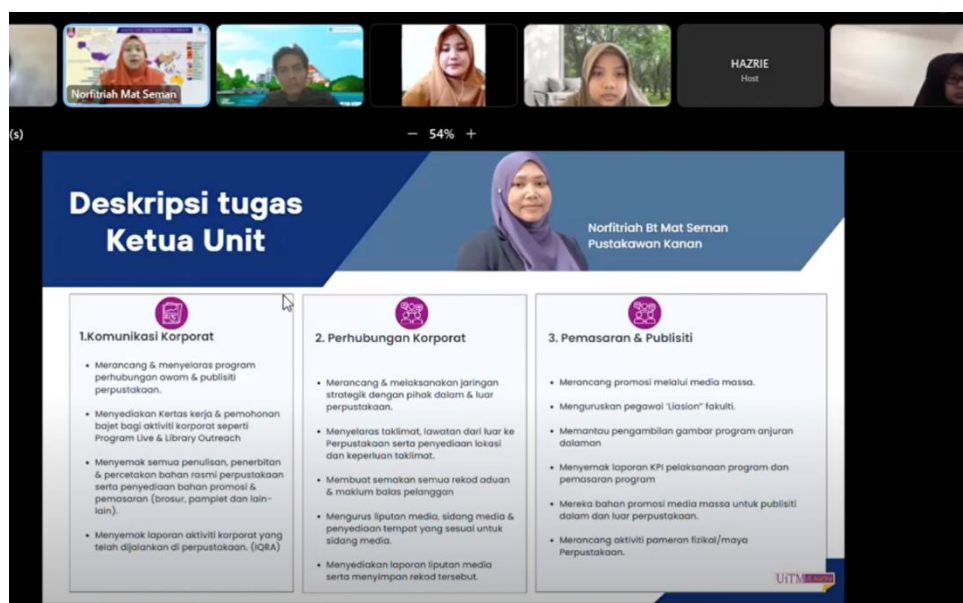 Norfitriah Mat Seman
HAZRIE
Host
(s)
− 54% +
Deskripsi tugas
Ketua Unit
Norfitriah Bt Mat Seman
Pustakawan Kanan
1.Komunikasi Korporat
• Merancang & menyelaras program
perhubungan awam & publisiti
perpustakaan.
• Menyediakan Kertas kerja & pemohonan
bajet bagi aktiviti korporat seperti
Program Live & Library Outreach
• Menyemak semua penulisan, penerbitan
& percetakan bahan rasmi perpustakaan
serta penyediaan bahan promosi &
pemasaran (brosur, pamplet dan lain-
lain).
• Menyemak laporan aktiviti korporat yang
telah dijalankan di perpustakaan. (IQRA)
2. Perhubungan Korporat
• Merancang & melaksanakan jaringan
strategik dengan pihak dalam & luar
perpustakaan.
• Menyelaras taklimat, lawatan dari luar ke
Perpustakaan serta penyediaan lokasi
dan keperluan taklimat.
• Membuat semakan semua rekod aduan
& maklum balas pelanggan
• Mengurus liputan media, sidang media &
penyediaan tempat yang sesuai untuk
sidang media.
• Menyediakan laporan liputan media
serta menyimpan rekod tersebut.
3. Pemasaran & Publisiti
• Merancang promosi melalui media massa.
• Menguruskan pegawai 'Liasion" fakulti.
• Memantau pengambilan gambar program anjuran
dalaman
• Menyemak laporan KPI pelaksanaan program dan
pemasaran program
• Mereka bahan promosi media massa untuk publisiti
dalam dan luar perpustakaan.
• Merancang aktiviti pameran fizikal/maya
Perpustakaan.
UiTM